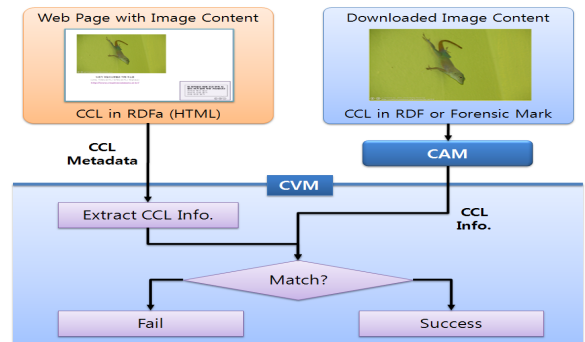 Web Page with Image Content
CCL in RDFa (HTML)
Downloaded Image Content
CCL in RDF or Forensic Mark
CCL
Metadata
CAM
CVM
Extract CCL Info.
CCL
Info.
Match?
Fail
Success